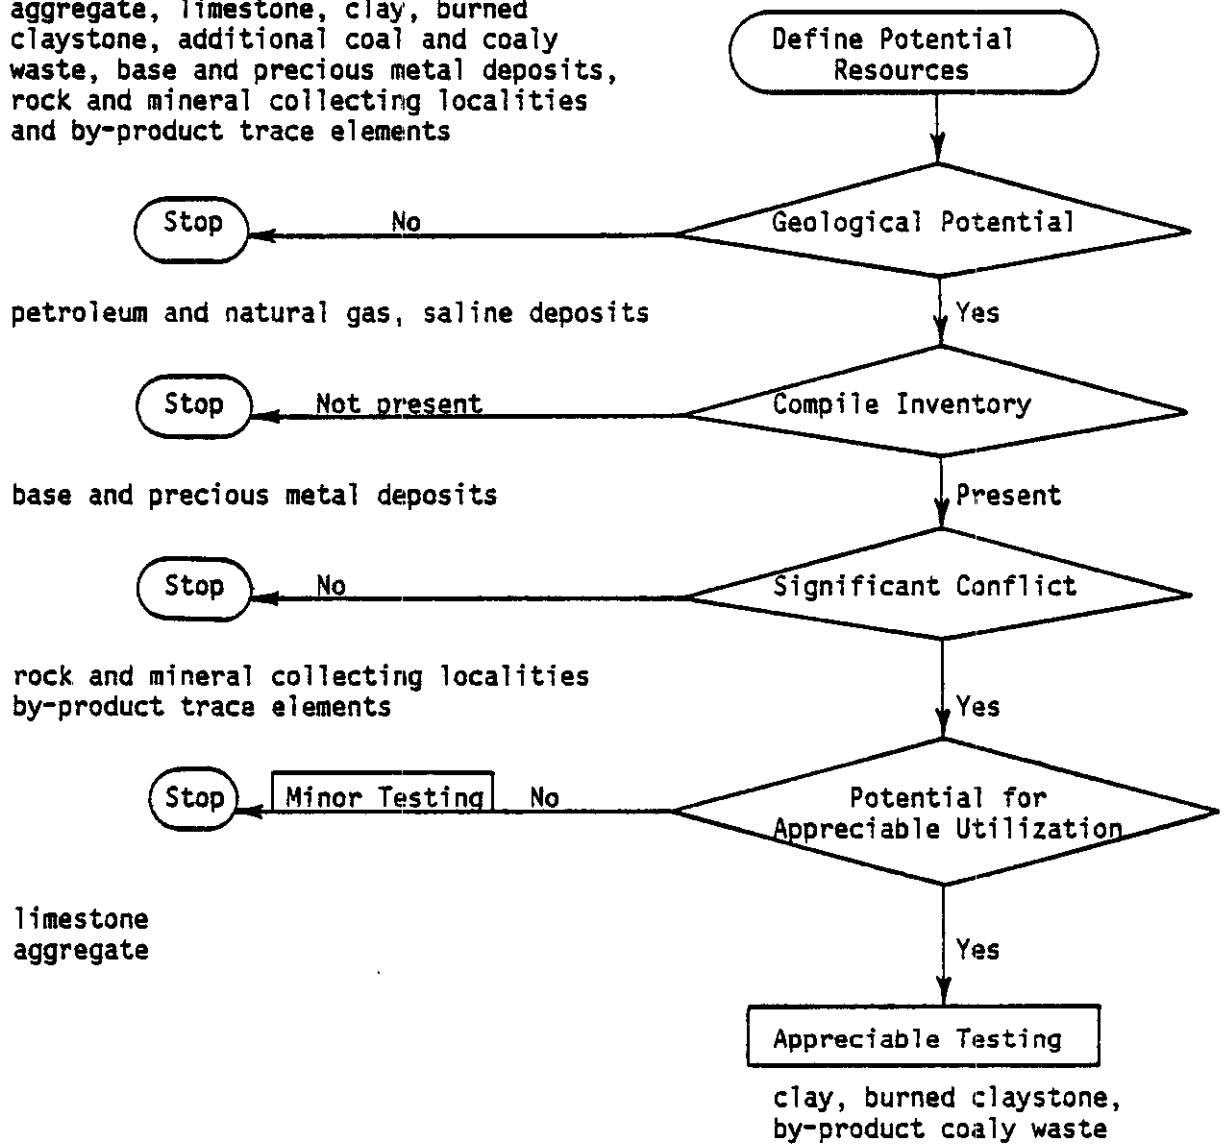 aggregate, limestone, clay, burned
claystone, additional coal and coaly
waste, base and precious metal deposits,
rock and mineral collecting localities
and by-product trace elements
Define Potential
Resources
Stop
No
Geological Potential
petroleum and natural gas, saline deposits
Yes
Stop
Not present
Compile Inventory
base and precious metal deposits
Present
Stop
No
Significant Conflict
rock and mineral collecting localities
by-product trace elements
Yes
Stop
Minor Testing
No
Potential for
Appreciable Utilization
limestone
aggregate
Yes
Appreciable Testing
clay, burned claystone,
by-product coaly waste